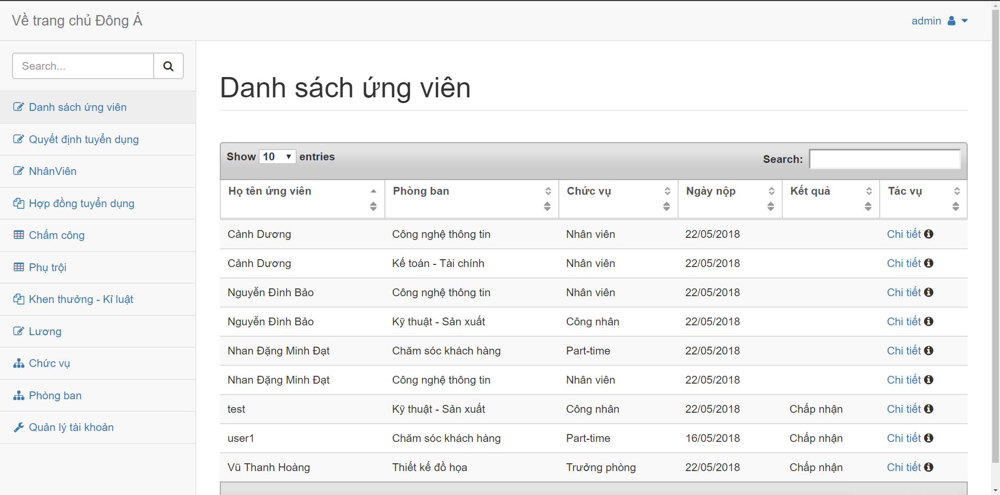 Về trang chủ Đông Á
admin
Search...
Danh sách ứng viên
Quyết định tuyển dụng
NhânViên
Hợp đồng tuyển dụng
Chấm công
Phụ trội
Khen thưởng - Kỉ luật
Lương
Chức vụ
Phòng ban
Quản lý tài khoản
Danh sách ứng viên
Show 10 entries
Search:
Họ tên ứng viên Phòng ban Chức vụ Ngày nộp Kết quả Tác vụ
Cảnh Dương Công nghệ thông tin Nhân viên 22/05/2018 Chi tiết
Cảnh Dương Kế toán - Tài chính Nhân viên 22/05/2018 Chi tiết
Nguyễn Đình Bảo Công nghệ thông tin Nhân viên 22/05/2018 Chi tiết
Nguyễn Đình Bảo Kỹ thuật - Sản xuất Công nhân 22/05/2018 Chi tiết
Nhan Đặng Minh Đạt Chăm sóc khách hàng Part-time 22/05/2018 Chi tiết
Nhan Đặng Minh Đạt Công nghệ thông tin Nhân viên 22/05/2018 Chi tiết
test Kỹ thuật - Sản xuất Công nhân 22/05/2018 Chấp nhận Chi tiết
user1 Chăm sóc khách hàng Part-time 16/05/2018 Chấp nhận Chi tiết
Vũ Thanh Hoàng Thiết kế đồ họa Trưởng phòng 22/05/2018 Chấp nhận Chi tiết